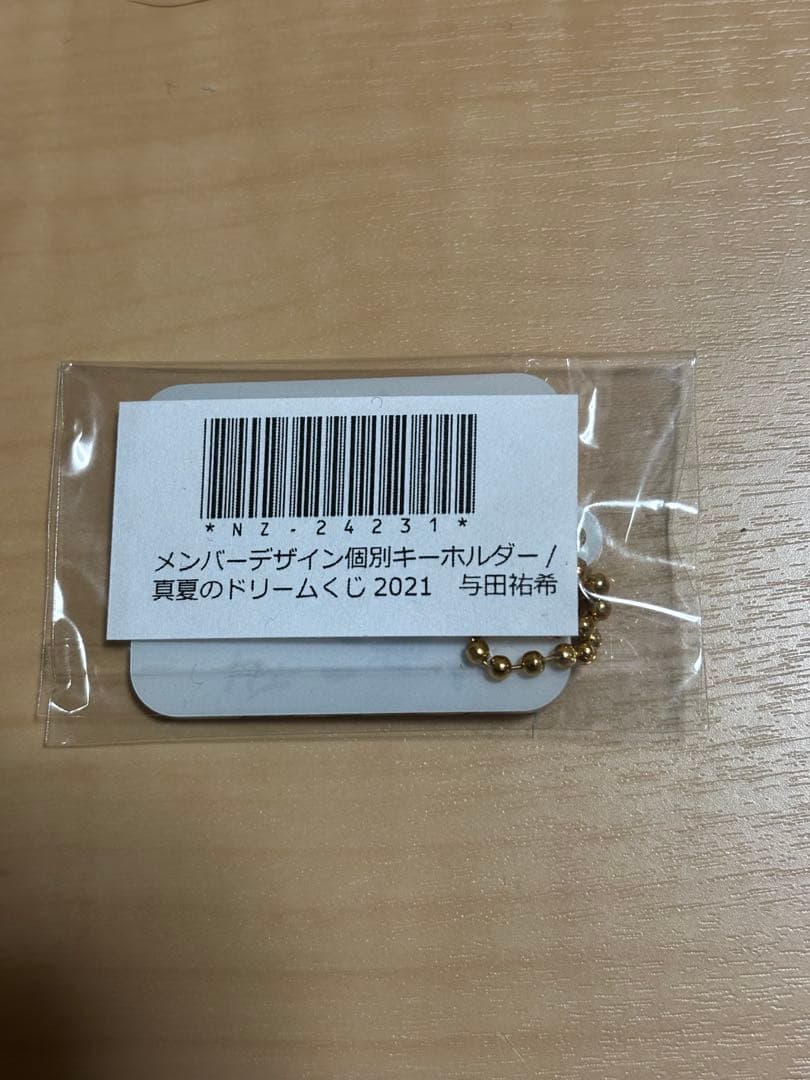 *NZ-24231*
メンバーデザイン個別キーホルダー /
真夏のドリームくじ 2021　与田祐希